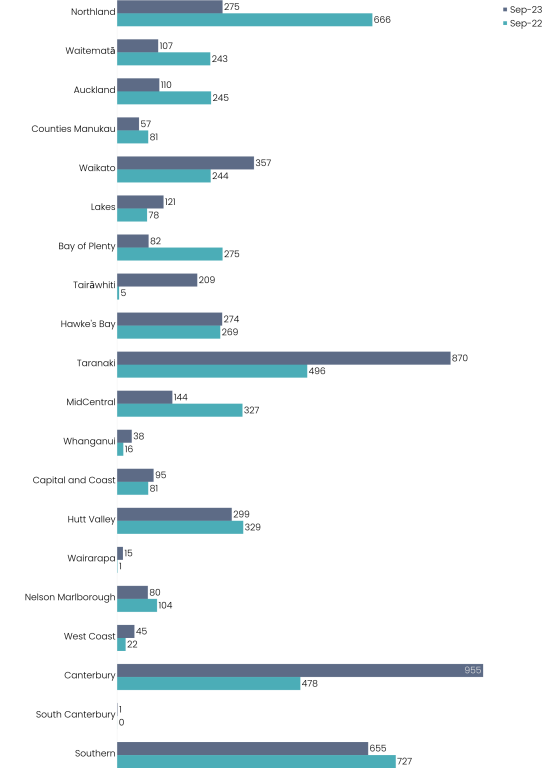 Sep-23
Sep-22
Northland 275
666
Waitematā 107
243
Auckland 110
245
Counties Manukau 57
81
Waikato 357
244
Lakes 121
78
Bay of Plenty 82
275
Tairāwhiti 209
5
Hawke's Bay 274
269
Taranaki 870
496
MidCentral 144
327
Whanganui 38
16
Capital and Coast 95
81
Hutt Valley 299
329
Wairarapa 15
1
Nelson Marlborough 80
104
West Coast 45
22
Canterbury 955
478
South Canterbury 1
0
Southern 655
727